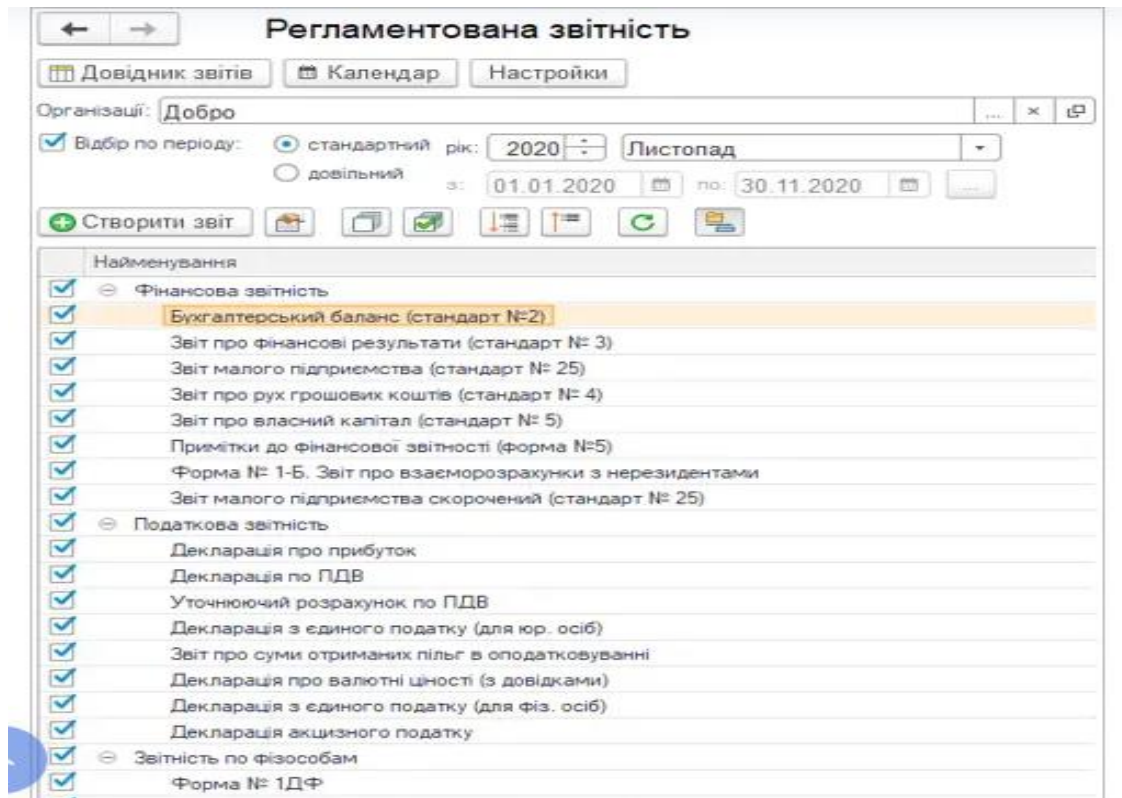 Регламентована звітність
Довідник звітів Календар Настройки
Організації: Добро ...
Відбір по періоду: стандартний рік: 2020 Листопад
довільний з: 01.01.2020 по: 30.11.2020 ...
Створити звіт
Найменування
Фінансова звітність
Бухгалтерський баланс (стандарт №2)
Звіт про фінансові результати (стандарт № 3)
Звіт малого підприємства (стандарт № 25)
Звіт про рух грошових коштів (стандарт № 4)
Звіт про власний капітал (стандарт № 5)
Примітки до фінансової звітності (форма №5)
Форма № 1-Б. Звіт про взаєморозрахунки з нерезидентами
Звіт малого підприємства скорочений (стандарт № 25)
Податкова звітність
Декларація про прибуток
Декларація по ПДВ
Уточнюючий розрахунок по ПДВ
Декларація з єдиного податку (для юр. осіб)
Звіт про суми отриманих пільг в оподатковуванні
Декларація про валютні цінності (з довідками)
Декларація з єдиного податку (для фіз. осіб)
Декларація акцизного податку
Звітність по фізособам
Форма № 1ДФ